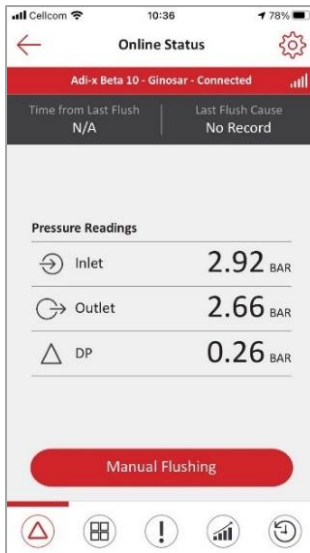 Cellcom 10:36 78%
Online Status
Adi-x Beta 10 - Ginosar - Connected
Time from Last Flush Last Flush Cause
N/A No Record
Pressure Readings
Inlet 2.92 BAR
Outlet 2.66 BAR
DP 0.26 BAR
Manual Flushing